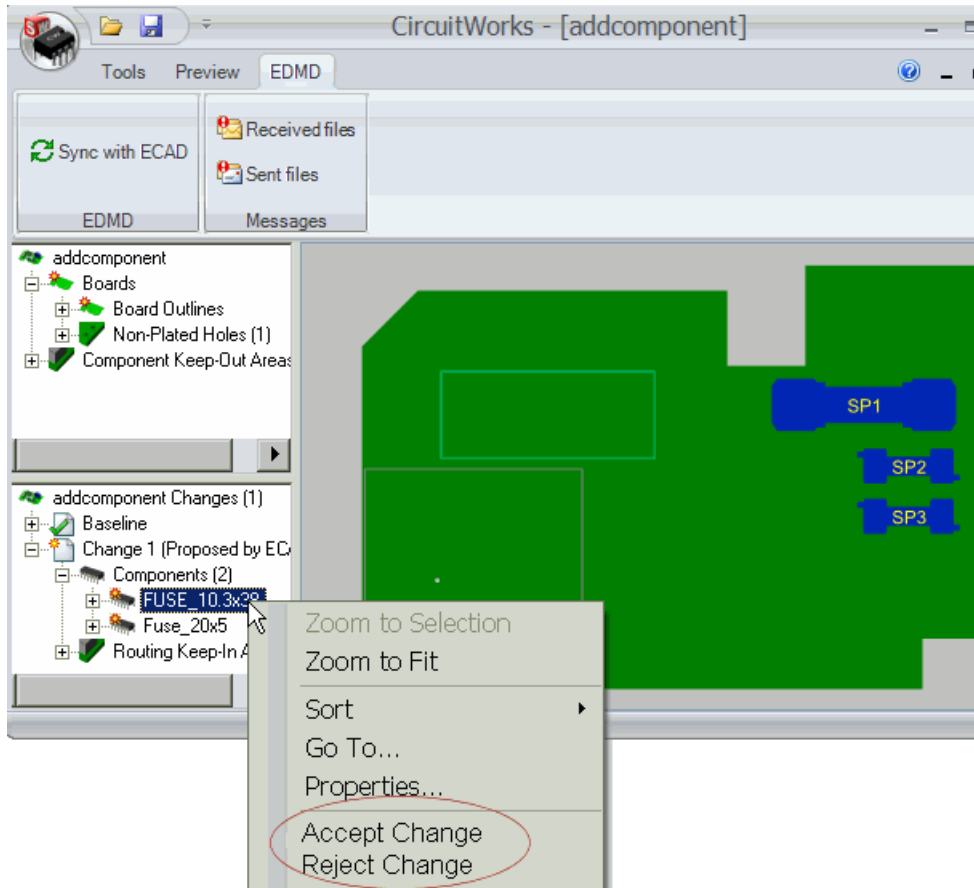 CircuitWorks - [addcomponent]
Tools Preview EDMD
Sync with ECAD
Received files
Sent files
EDMD
Messages
addcomponent
Boards
Board Outlines
Non-Plated Holes (1)
Component Keep-Out Areas
SP1
SP2
SP3
addcomponent Changes (1)
Baseline
Change 1 (Proposed by EC
Components (2)
FUSE_10.3x38
Fuse_20x5
Routing Keep-In A
Zoom to Selection
Zoom to Fit
Sort
Go To...
Properties...
Accept Change
Reject Change